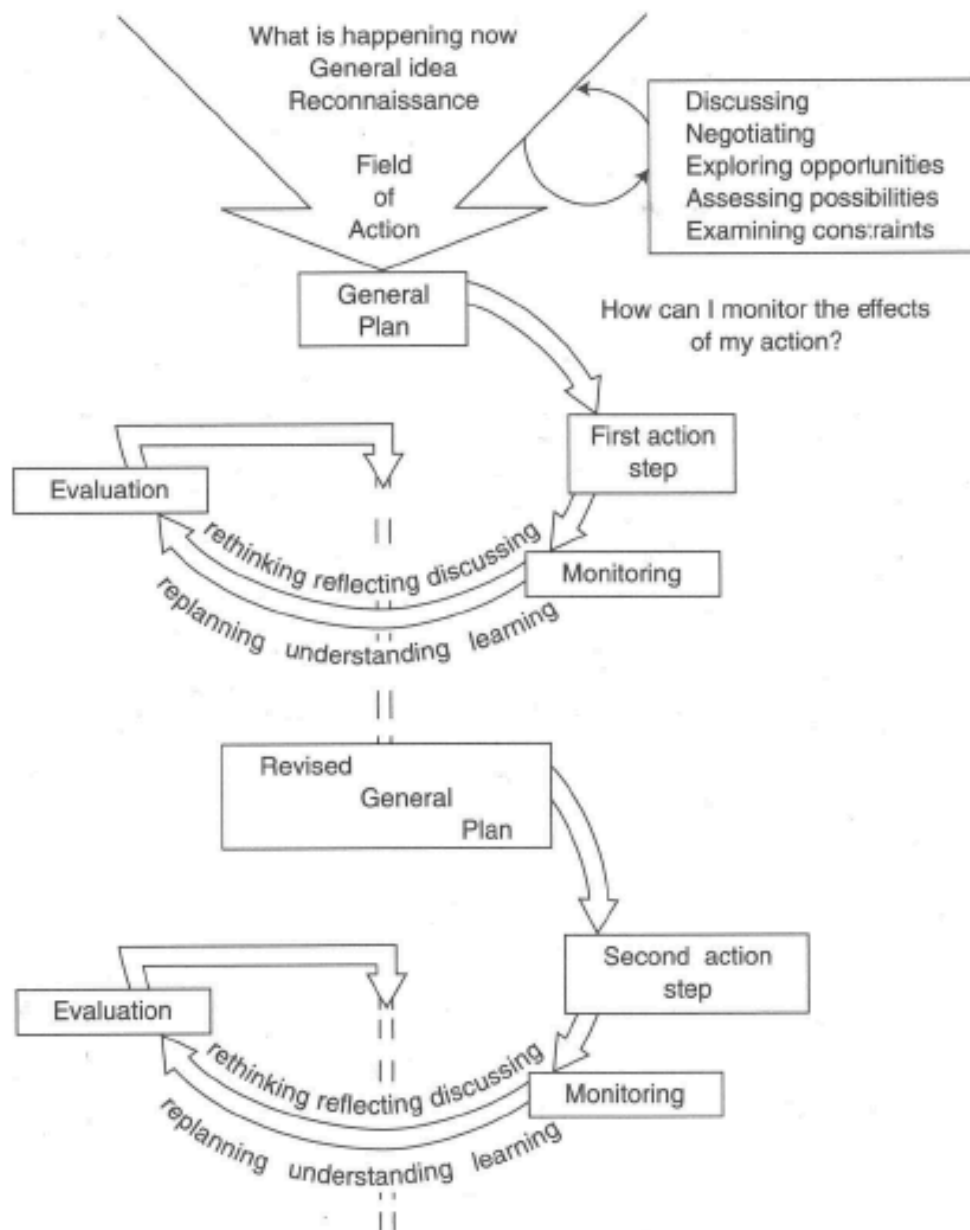 What is happening now
General idea
Reconnaissance
Field
of
Action
Discussing
Negotiating
Exploring opportunities
Assessing possibilities
Examining constraints
General
Plan
How can I monitor the effects
of my action?
First action
step
Evaluation
Monitoring
rethinking reflecting discussing
replanning understanding learning
Revised
General
Plan
Second action
step
Evaluation
Monitoring
rethinking reflecting discussing
replanning understanding learning